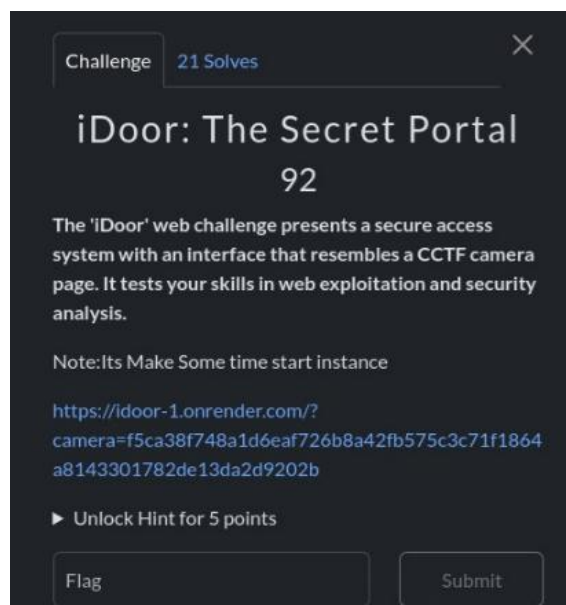 Challenge 21 Solves
iDoor: The Secret Portal
92
The 'iDoor' web challenge presents a secure access
system with an interface that resembles a CCTF camera
page. It tests your skills in web exploitation and security
analysis.
Note:Its Make Some time start instance
https://idoor-1.onrender.com/?
camera=f5ca38f748a1d6eaf726b8a42fb575c3c71f1864
a8143301782de13da2d9202b
Unlock Hint for 5 points
Flag Submit